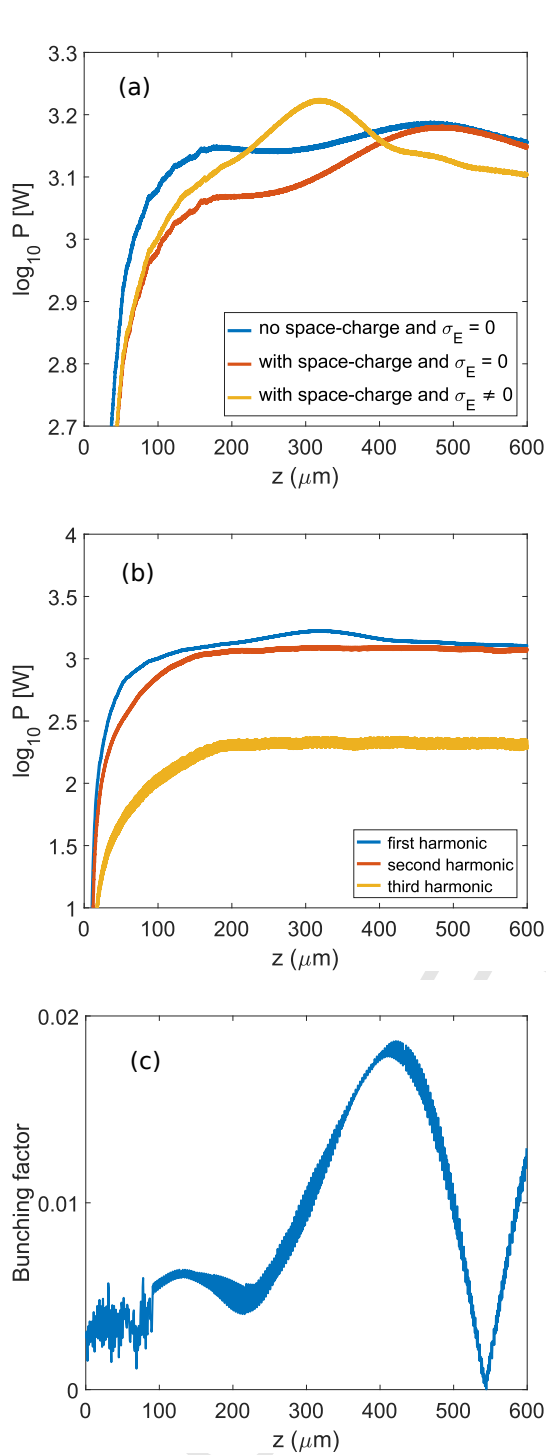 (a)
3.3
3.2
3.1
3
2.9
2.8
2.7
log10 P [W]
no space-charge and σE = 0
with space-charge and σE = 0
with space-charge and σE ≠ 0
0 100 200 300 400 500 600
z (μm)
(b)
4
3.5
3
2.5
2
1.5
1
log10 P [W]
first harmonic
second harmonic
third harmonic
0 100 200 300 400 500 600
z (μm)
(c)
0.02
0.01
0
Bunching factor
0 100 200 300 400 500 600
z (μm)